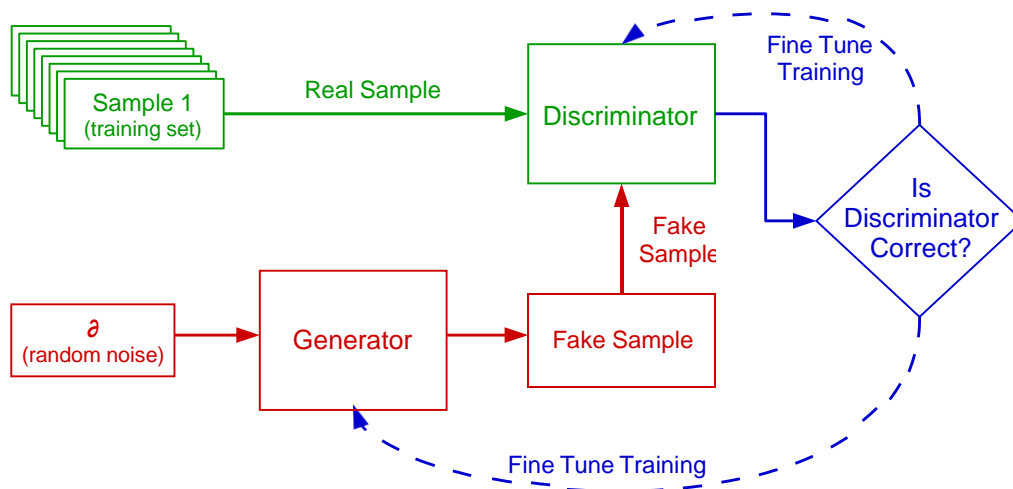 Sample 1
(training set)
Real Sample
Discriminator
Fine Tune
Training
Is
Discriminator
Correct?
Fake
Sample
∂
(random noise)
Generator
Fake Sample
Fine Tune Training